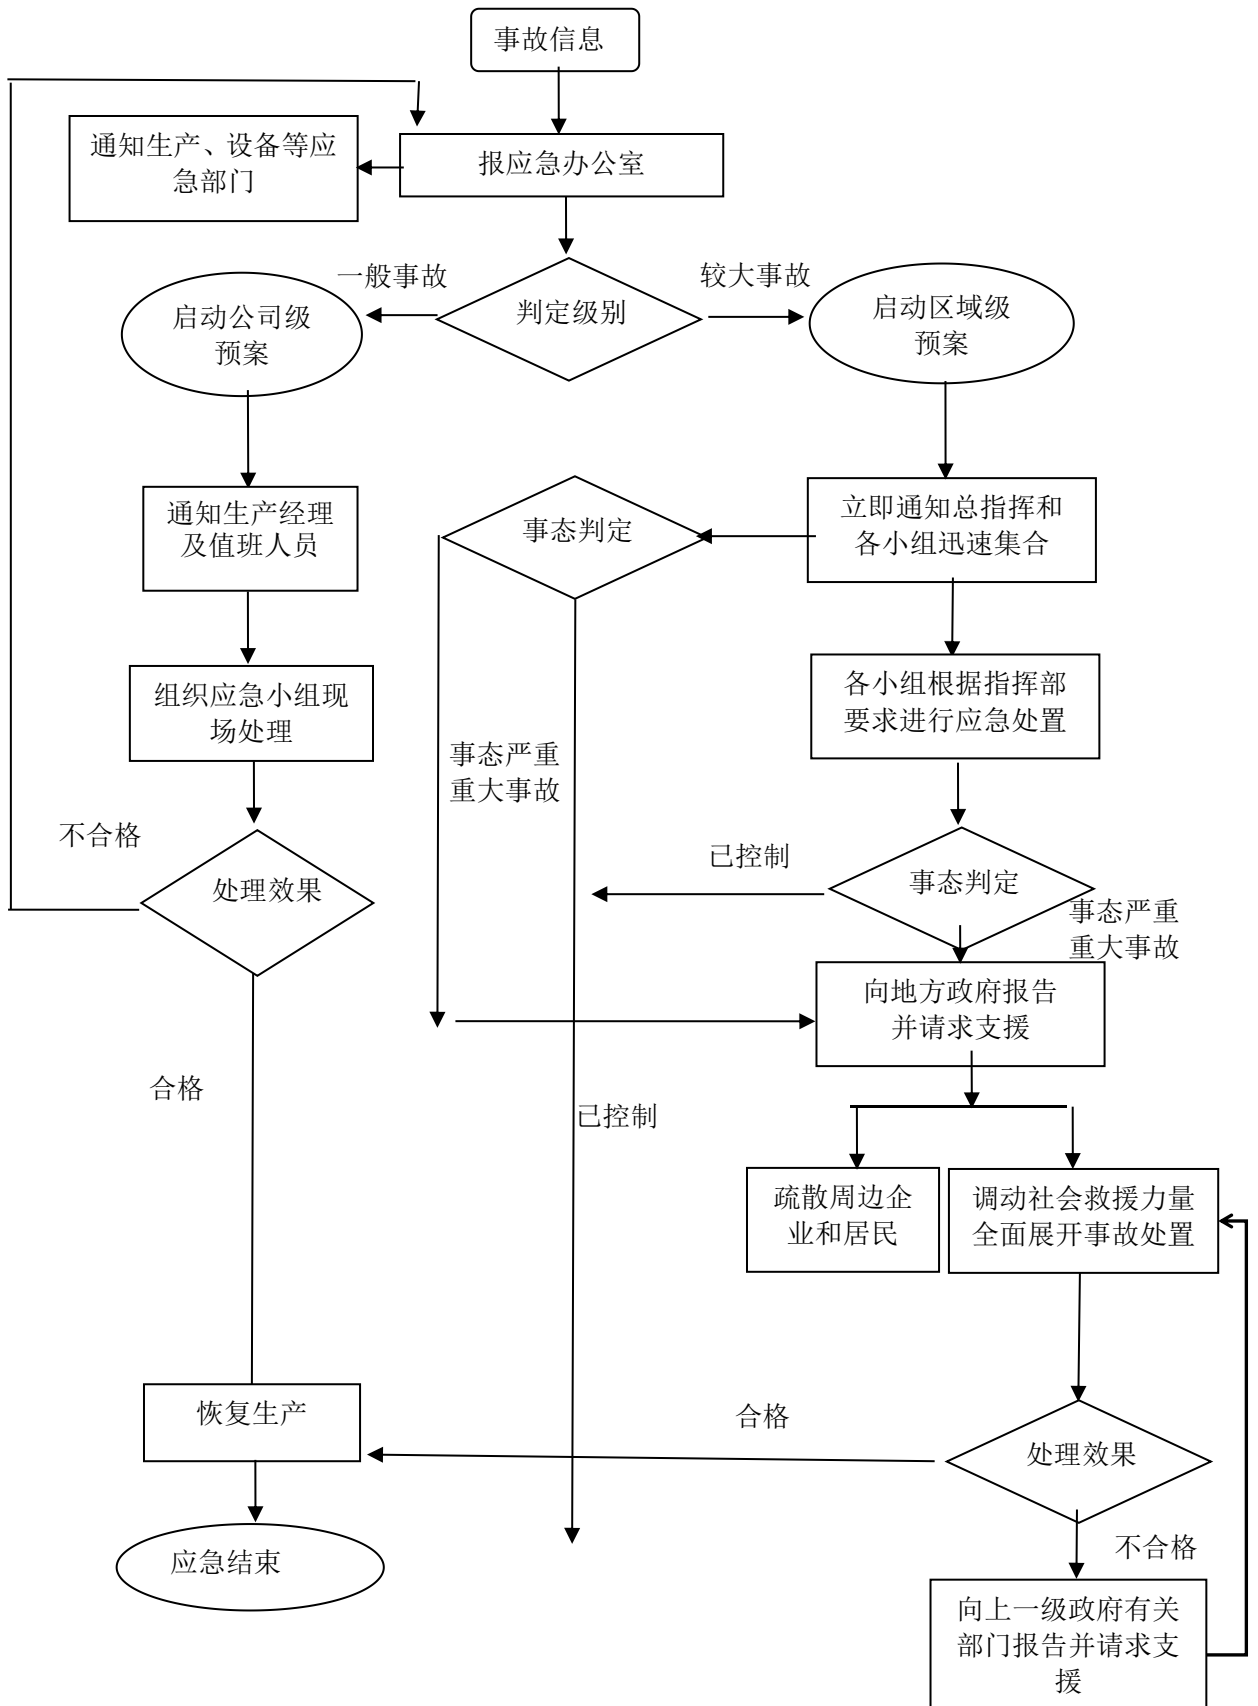 事故信息
报应急办公室
通知生产、设备等应
急部门
一般事故
较大事故
判定级别
启动公司级
预案
启动区域级
预案
通知生产经理
及值班人员
事态判定
立即通知总指挥和
各小组迅速集合
组织应急小组现
场处理
各小组根据指挥部
要求进行应急处置
事态严重
重大事故
不合格
处理效果
已控制
事态判定
事态严重
重大事故
向地方政府报告
并请求支援
合格
已控制
疏散周边企
业和居民
调动社会救援力量
全面展开事故处置
恢复生产
合格
处理效果
应急结束
不合格
向上一级政府有关
部门报告并请求支
援